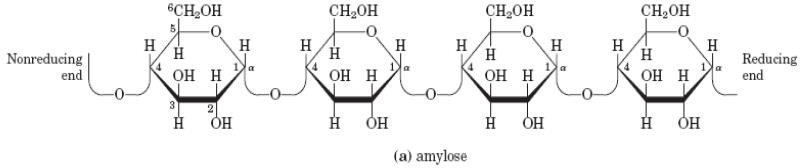 6CH2OH CH2OH CH2OH CH2OH
5 O O O O
H H H H H H H H
Nonreducing H H H H Reducing
end 4 1 α 4 1 α 4 1 α 4 1 α end
OH H OH H OH H OH H
O O O O
3 2
H OH H OH H OH H OH
(a) amylose